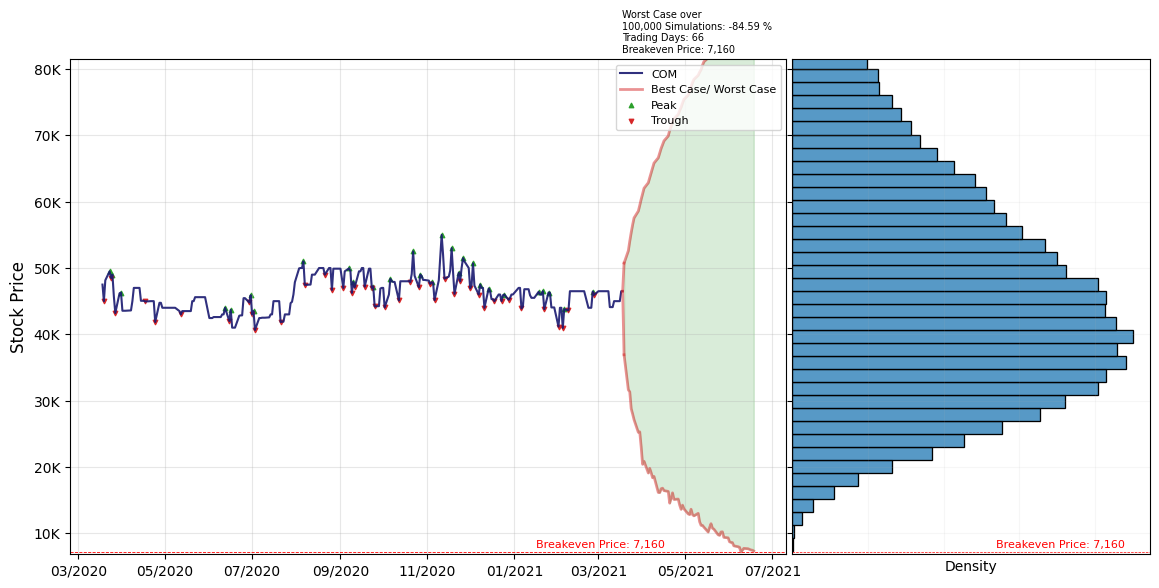 Worst Case over
100,000 Simulations: -84.59 %
Trading Days: 66
Breakeven Price: 7,160
80K
70K
60K
50K
40K
30K
20K
10K
Stock Price
COM
Best Case/ Worst Case
Peak
Trough
Breakeven Price: 7,160
Breakeven Price: 7,160
03/2020
05/2020
07/2020
09/2020
11/2020
01/2021
03/2021
05/2021
07/2021
Density